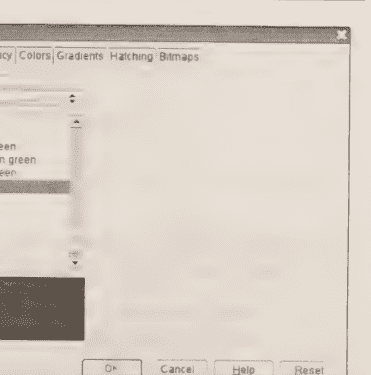 cy Colors Gradients Hatching Bitmaps
een
n green
een
OK Cancel Help Reset